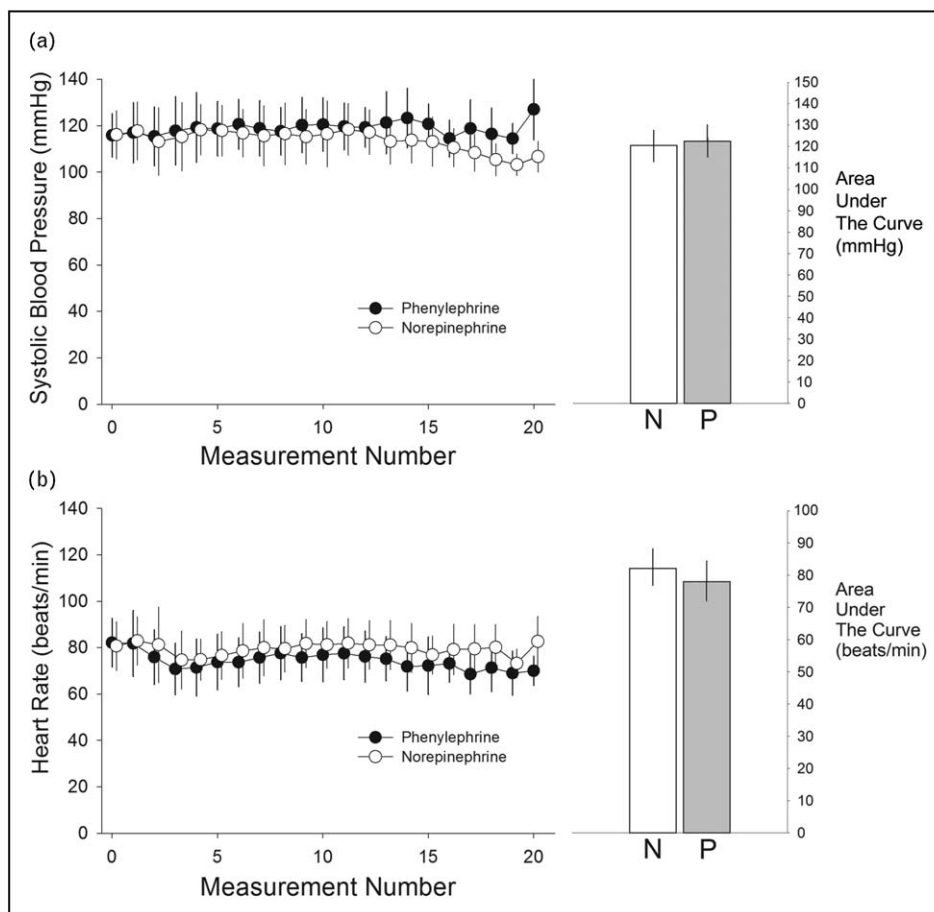 (a)
Systolic Blood Pressure (mmHg)
140
120
100
80
60
40
20
0
Phenylephrine
Norepinephrine
0
5
10
15
20
Measurement Number
150
140
130
120
110
100
90
80
70
60
50
40
30
20
10
0
Area
Under
The Curve
(mmHg)
N
P
(b)
Heart Rate (beats/min)
140
120
100
80
60
40
20
0
Phenylephrine
Norepinephrine
0
5
10
15
20
Measurement Number
100
90
80
70
60
50
40
30
20
10
0
Area
Under
The Curve
(beats/min)
N
P